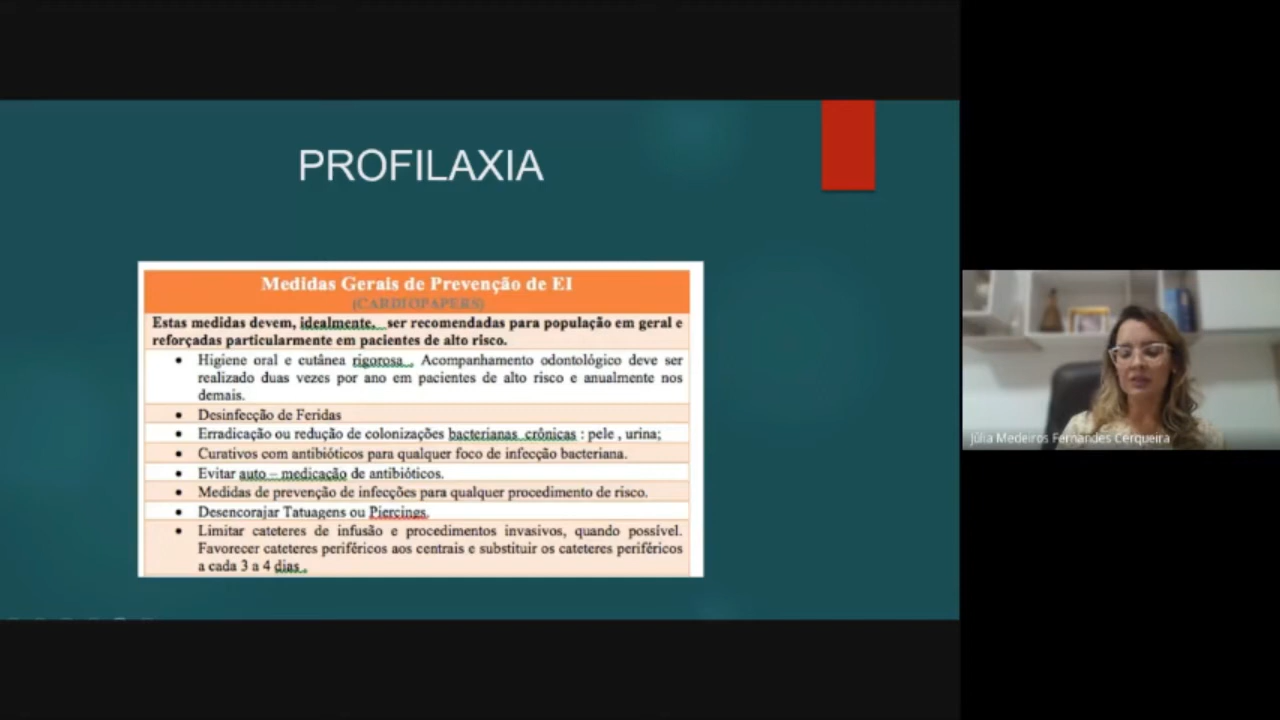 PROFILAXIA
Medidas Gerais de Prevenção de EI
(CARDIOPAPERS)
Estas medidas devem, idealmente, ser recomendadas para população em geral e
reforçadas particularmente em pacientes de alto risco.
• Higiene oral e cutânea rigorosa . Acompanhamento odontológico deve ser
realizado duas vezes por ano em pacientes de alto risco e anualmente nos
demais.
• Desinfecção de Feridas
• Erradicação ou redução de colonizações bacterianas crônicas : pele , urina;
• Curativos com antibióticos para qualquer foco de infecção bacteriana.
• Evitar auto – medicação de antibióticos.
• Medidas de prevenção de infecções para qualquer procedimento de risco.
• Desencorajar Tatuagens ou Piercings.
• Limitar cateteres de infusão e procedimentos invasivos, quando possível.
Favorecer cateteres periféricos aos centrais e substituir os cateteres periféricos
a cada 3 a 4 dias .
Júlia Medeiros Fernandes Cerqueira